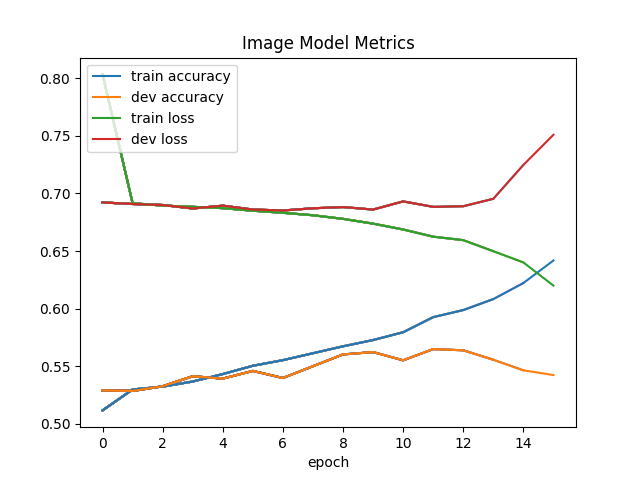 Image Model Metrics
train accuracy
dev accuracy
train loss
dev loss
0.80
0.75
0.70
0.65
0.60
0.55
0.50
0 2 4 6 8 10 12 14
epoch